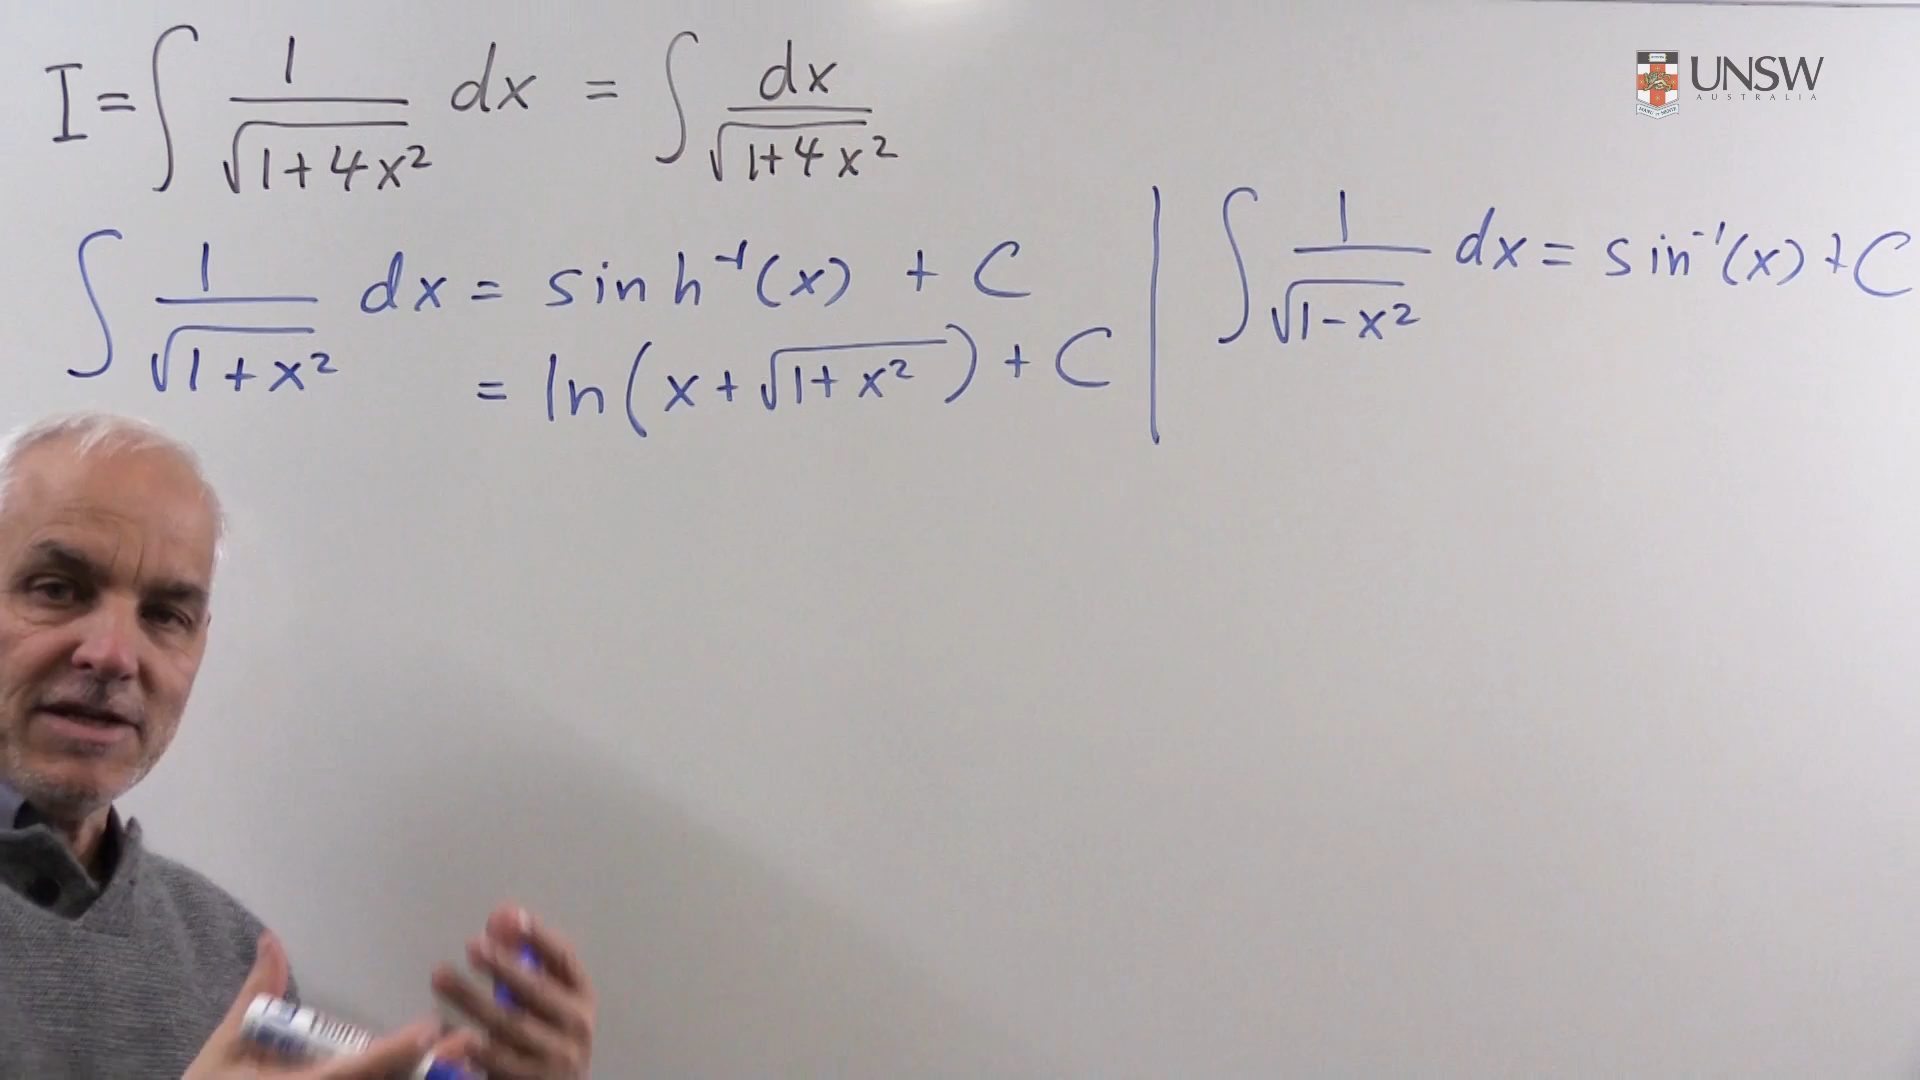 I = ∫ 1/√(1+4x²) dx = ∫ dx/√(1+4x²)
UNSW
AUSTRALIA
∫ 1/√(1+x²) dx = sinh⁻¹(x) + C
= ln(x + √(1+x²)) + C
∫ 1/√(1-x²) dx = sin⁻¹(x) + C